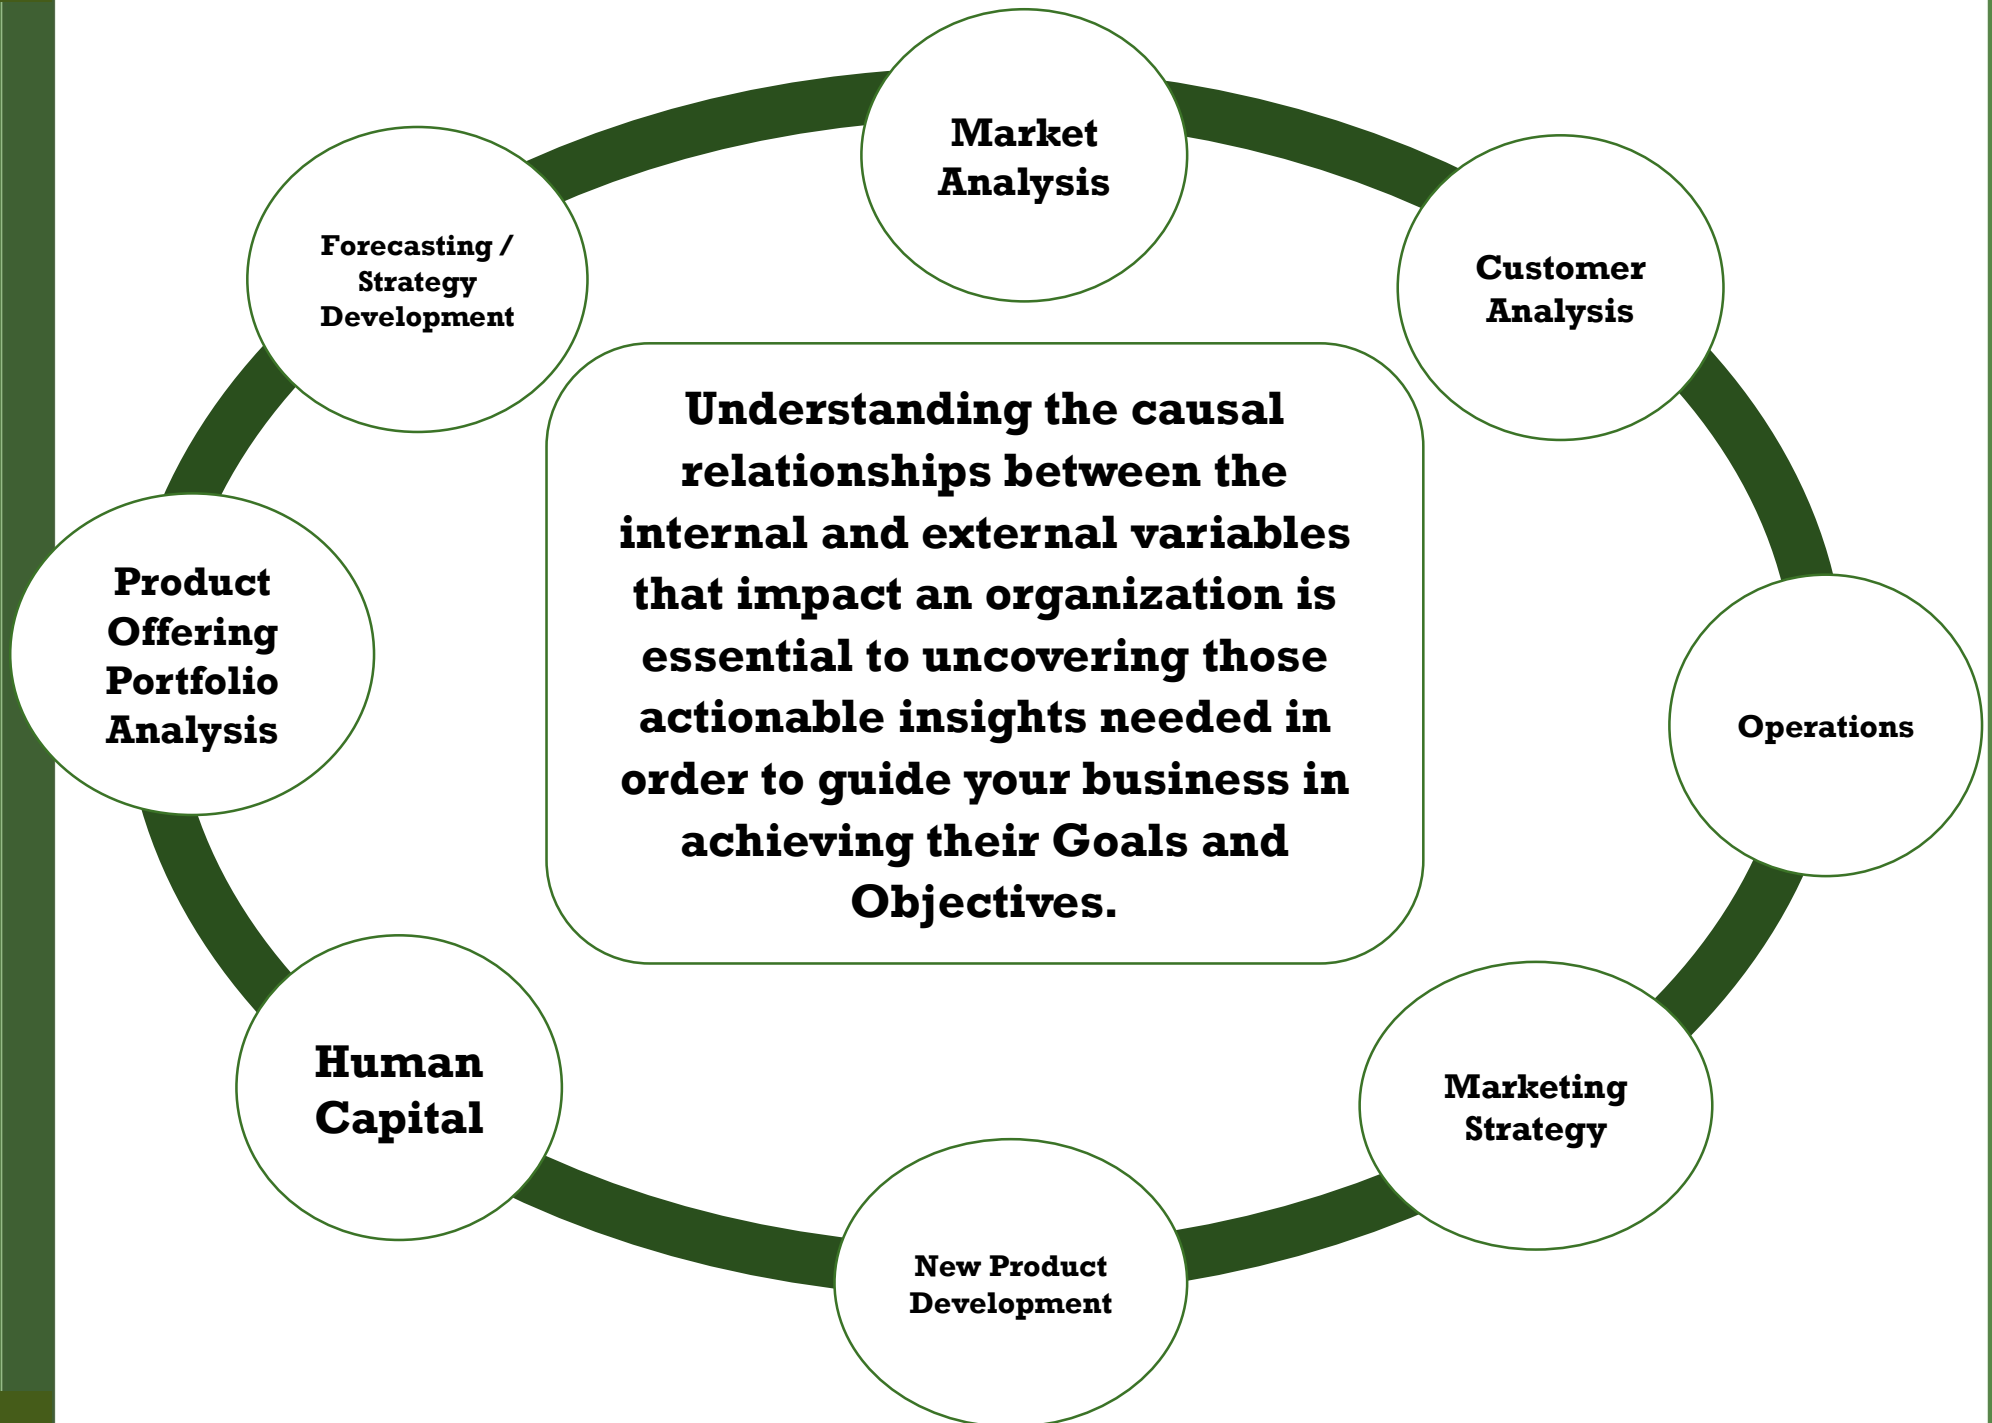 Market
Analysis
Customer
Analysis
Operations
Marketing
Strategy
New Product
Development
Human
Capital
Product
Offering
Portfolio
Analysis
Forecasting /
Strategy
Development
Understanding the causal
relationships between the
internal and external variables
that impact an organization is
essential to uncovering those
actionable insights needed in
order to guide your business in
achieving their Goals and
Objectives.